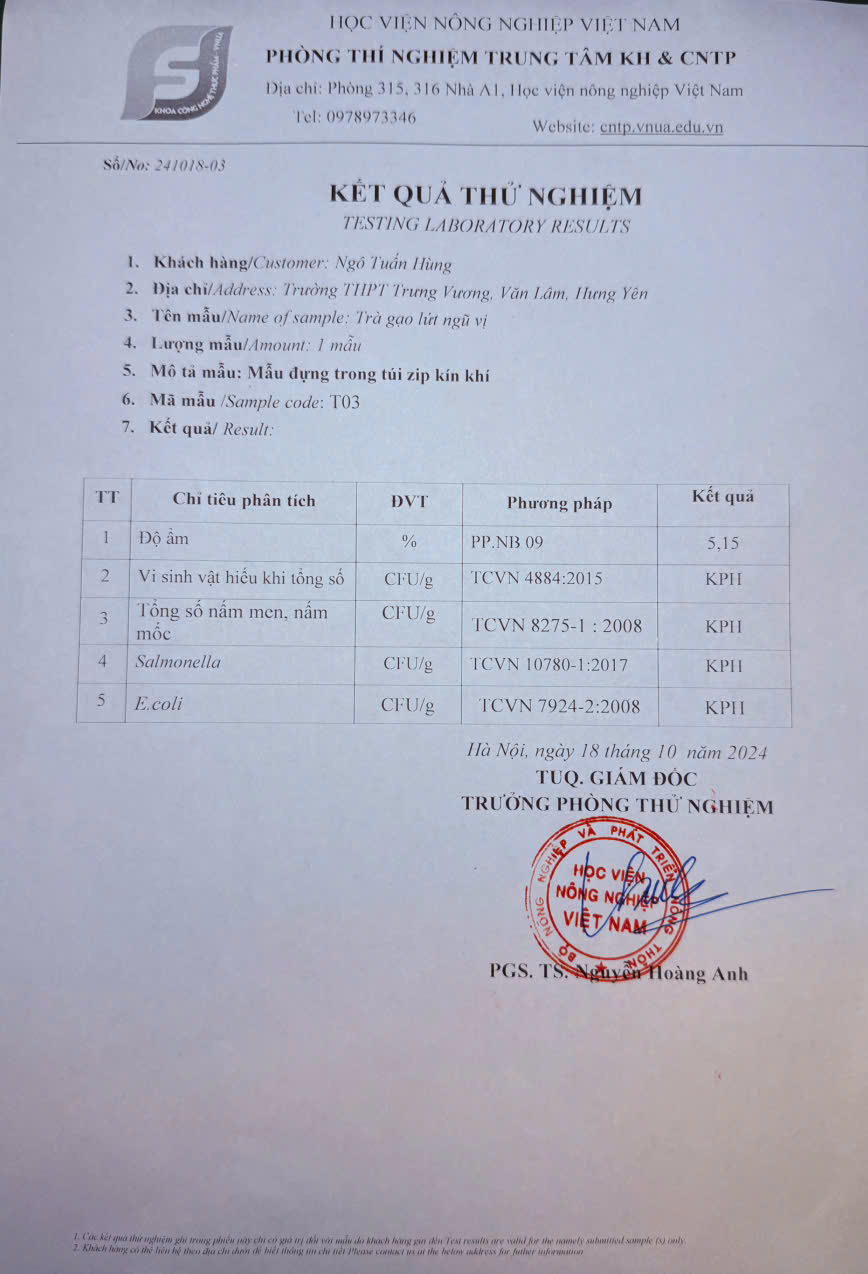 HỌC VIỆN NÔNG NGHIỆP VIỆT NAM
PHÒNG THÍ NGHIỆM TRUNG TÂM KH & CNTP
Địa chỉ: Phòng 315, 316 Nhà A1, Học viện nông nghiệp Việt Nam
Tel: 0978973346
Website: cntp.vnua.edu.vn
KHOA CÔNG NGHỆ THỰC PHẨM - VNUA
Số/No: 241018-03
KẾT QUẢ THỬ NGHIỆM
TESTING LABORATORY RESULTS
1. Khách hàng/Customer: Ngô Tuấn Hùng
2. Địa chỉ/Address: Trường THPT Trưng Vương, Văn Lâm, Hưng Yên
3. Tên mẫu/Name of sample: Trà gạo lứt ngũ vị
4. Lượng mẫu/Amount: 1 mẫu
5. Mô tả mẫu: Mẫu đựng trong túi zip kín khí
6. Mã mẫu /Sample code: T03
7. Kết quả/ Result:
TT Chỉ tiêu phân tích ĐVT Phương pháp Kết quả
1 Độ ẩm % PP.NB 09 5,15
2 Vi sinh vật hiếu khi tổng số CFU/g TCVN 4884:2015 KPH
3 Tổng số nấm men, nấm mốc CFU/g TCVN 8275-1 : 2008 KPH
4 Salmonella CFU/g TCVN 10780-1:2017 KPH
5 E.coli CFU/g TCVN 7924-2:2008 KPH
Hà Nội, ngày 18 tháng 10 năm 2024
TUQ. GIÁM ĐỐC
TRƯỞNG PHÒNG THỬ NGHIỆM
BỘ NÔNG NGHIỆP VÀ PHÁT TRIỂN NÔNG THÔN
HỌC VIỆN
NÔNG NGHIỆP
VIỆT NAM
PGS. TS. Nguyễn Hoàng Anh
1. Các kết quả thử nghiệm ghi trong phiếu này chỉ có giá trị đối với mẫu do khách hàng gửi đến Test results are valid for the namely submitted sample (s) only.
2. Khách hàng có thể liên hệ theo địa chỉ dưới để biết thông tin chi tiết Please contact us at the below address for futher information